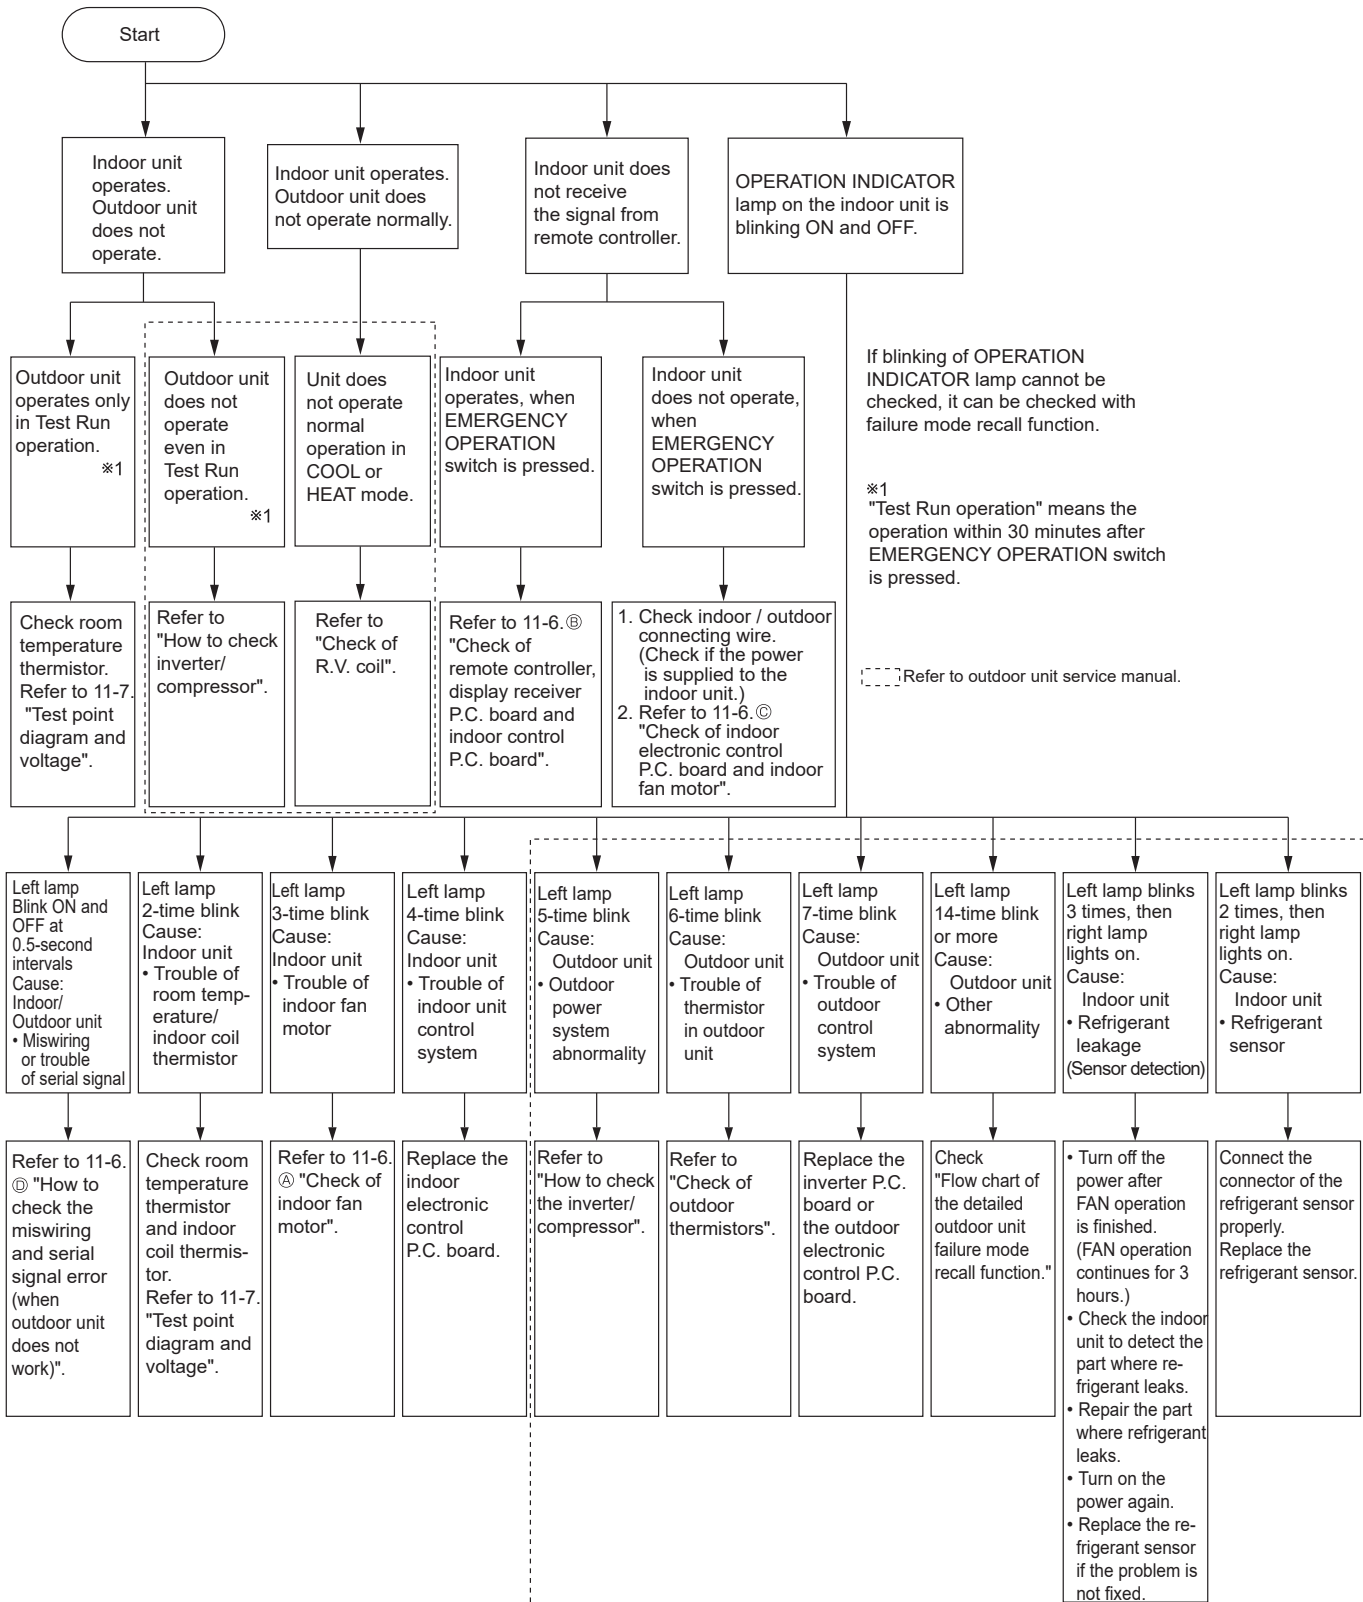 Start
Indoor unit
operates.
Outdoor unit
does not
operate.
Indoor unit operates.
Outdoor unit does
not operate normally.
Indoor unit does
not receive
the signal from
remote controller.
OPERATION INDICATOR
lamp on the indoor unit is
blinking ON and OFF.
Outdoor unit
operates only
in Test Run
operation.
※1
Outdoor unit
does not
operate
even in
Test Run
operation.
※1
Unit does
not operate
normal
operation in
COOL or
HEAT mode.
Indoor unit
operates, when
EMERGENCY
OPERATION
switch is pressed.
Indoor unit
does not operate,
when
EMERGENCY
OPERATION
switch is pressed.
If blinking of OPERATION
INDICATOR lamp cannot be
checked, it can be checked with
failure mode recall function.
※1
"Test Run operation" means the
operation within 30 minutes after
EMERGENCY OPERATION switch
is pressed.
Check room
temperature
thermistor.
Refer to 11-7.
"Test point
diagram and
voltage".
Refer to
"How to check
inverter/
compressor".
Refer to
"Check of
R.V. coil".
Refer to 11-6.Ⓑ
"Check of
remote controller,
display receiver
P.C. board and
indoor control
P.C. board".
1. Check indoor / outdoor
connecting wire.
(Check if the power
is supplied to the
indoor unit.)
2. Refer to 11-6.Ⓒ
"Check of indoor
electronic control
P.C. board and indoor
fan motor".
Refer to outdoor unit service manual.
Left lamp
Blink ON and
OFF at
0.5-second
intervals
Cause:
Indoor/
Outdoor unit
• Miswiring
or trouble
of serial signal
Left lamp
2-time blink
Cause:
Indoor unit
• Trouble of
room temp-
erature/
indoor coil
thermistor
Left lamp
3-time blink
Cause:
Indoor unit
• Trouble of
indoor fan
motor
Left lamp
4-time blink
Cause:
Indoor unit
• Trouble of
indoor unit
control
system
Left lamp
5-time blink
Cause:
Outdoor unit
• Outdoor
power
system
abnormality
Left lamp
6-time blink
Cause:
Outdoor unit
• Trouble of
thermistor
in outdoor
unit
Left lamp
7-time blink
Cause:
Outdoor unit
• Trouble of
outdoor
control
system
Left lamp
14-time blink
or more
Cause:
Outdoor unit
• Other
abnormality
Left lamp blinks
3 times, then
right lamp
lights on.
Cause:
Indoor unit
• Refrigerant
leakage
(Sensor detection)
Left lamp blinks
2 times, then
right lamp
lights on.
Cause:
Indoor unit
• Refrigerant
sensor
Refer to 11-6.
Ⓓ "How to
check the
miswiring
and serial
signal error
(when
outdoor unit
does not
work)".
Check room
temperature
thermistor
and indoor
coil thermis-
tor.
Refer to 11-7.
"Test point
diagram and
voltage".
Refer to 11-6.
Ⓐ "Check of
indoor fan
motor".
Replace the
indoor
electronic
control
P.C. board.
Refer to
"How to check
the inverter/
compressor".
Refer to
"Check of
outdoor
thermistors".
Replace the
inverter P.C.
board or
the outdoor
electronic
control P.C.
board.
Check
"Flow chart of
the detailed
outdoor unit
failure mode
recall function."
• Turn off the
power after
FAN operation
is finished.
(FAN operation
continues for 3
hours.)
• Check the indoor
unit to detect the
part where re-
frigerant leaks.
• Repair the part
where refrigerant
leaks.
• Turn on the
power again.
• Replace the re-
frigerant sensor
if the problem is
not fixed.
Connect the
connector of the
refrigerant sensor
properly.
Replace the
refrigerant sensor.